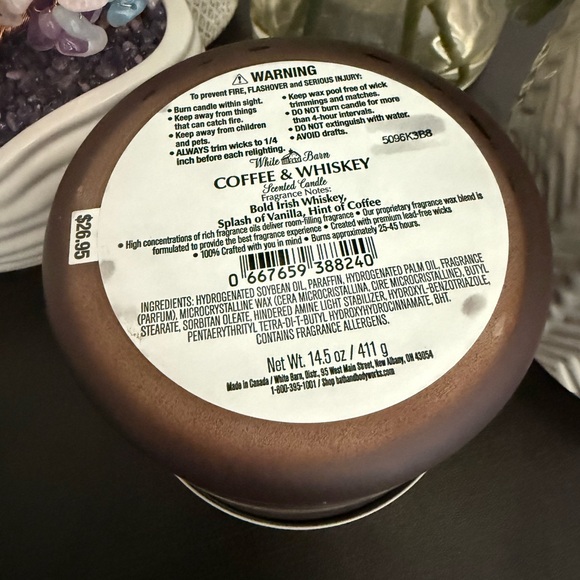 ⚠ WARNING
To prevent FIRE, FLASHOVER and SERIOUS INJURY:
• Burn candle within sight.
• Keep away from things
that can catch fire.
• Keep away from children
and pets.
• ALWAYS trim wicks to 1/4
inch before each relighting.
• Keep wax pool free of wick
trimmings and matches.
• DO NOT burn candle for more
than 4-hour intervals.
• DO NOT extinguish with water.
• AVOID drafts.
5096K3B8
White Barn
COFFEE & WHISKEY
Scented Candle
Fragrance Notes:
Bold Irish Whiskey,
Splash of Vanilla, Hint of Coffee
• High concentrations of rich fragrance oils deliver room-filling fragrance • Our proprietary fragrance wax blend is
formulated to provide the best fragrance experience • Created with premium lead-free wicks
• 100% Crafted with you in mind • Burns approximately 25-45 hours.
$26.95
0 667659 388240
INGREDIENTS: HYDROGENATED SOYBEAN OIL, PARAFFIN, HYDROGENATED PALM OIL, FRAGRANCE
(PARFUM), MICROCRYSTALLINE WAX (CERA MICROCRISTALLINA, CIRE MICROCRISTALLINE), BUTYL
STEARATE, SORBITAN OLEATE, HINDERED AMINE LIGHT STABILIZER, HYDROXYL-BENZOTRIAZOLE,
PENTAERYTHRITYL TETRA-DI-T-BUTYL HYDROXYHYDROCINNAMATE, BHT.
CONTAINS FRAGRANCE ALLERGENS.
Net Wt. 14.5 oz / 411 g
Made in Canada / White Barn, Distr., 95 West Main Street, New Albany, OH 43054
1-800-395-1001 / Shop bathandbodyworks.com